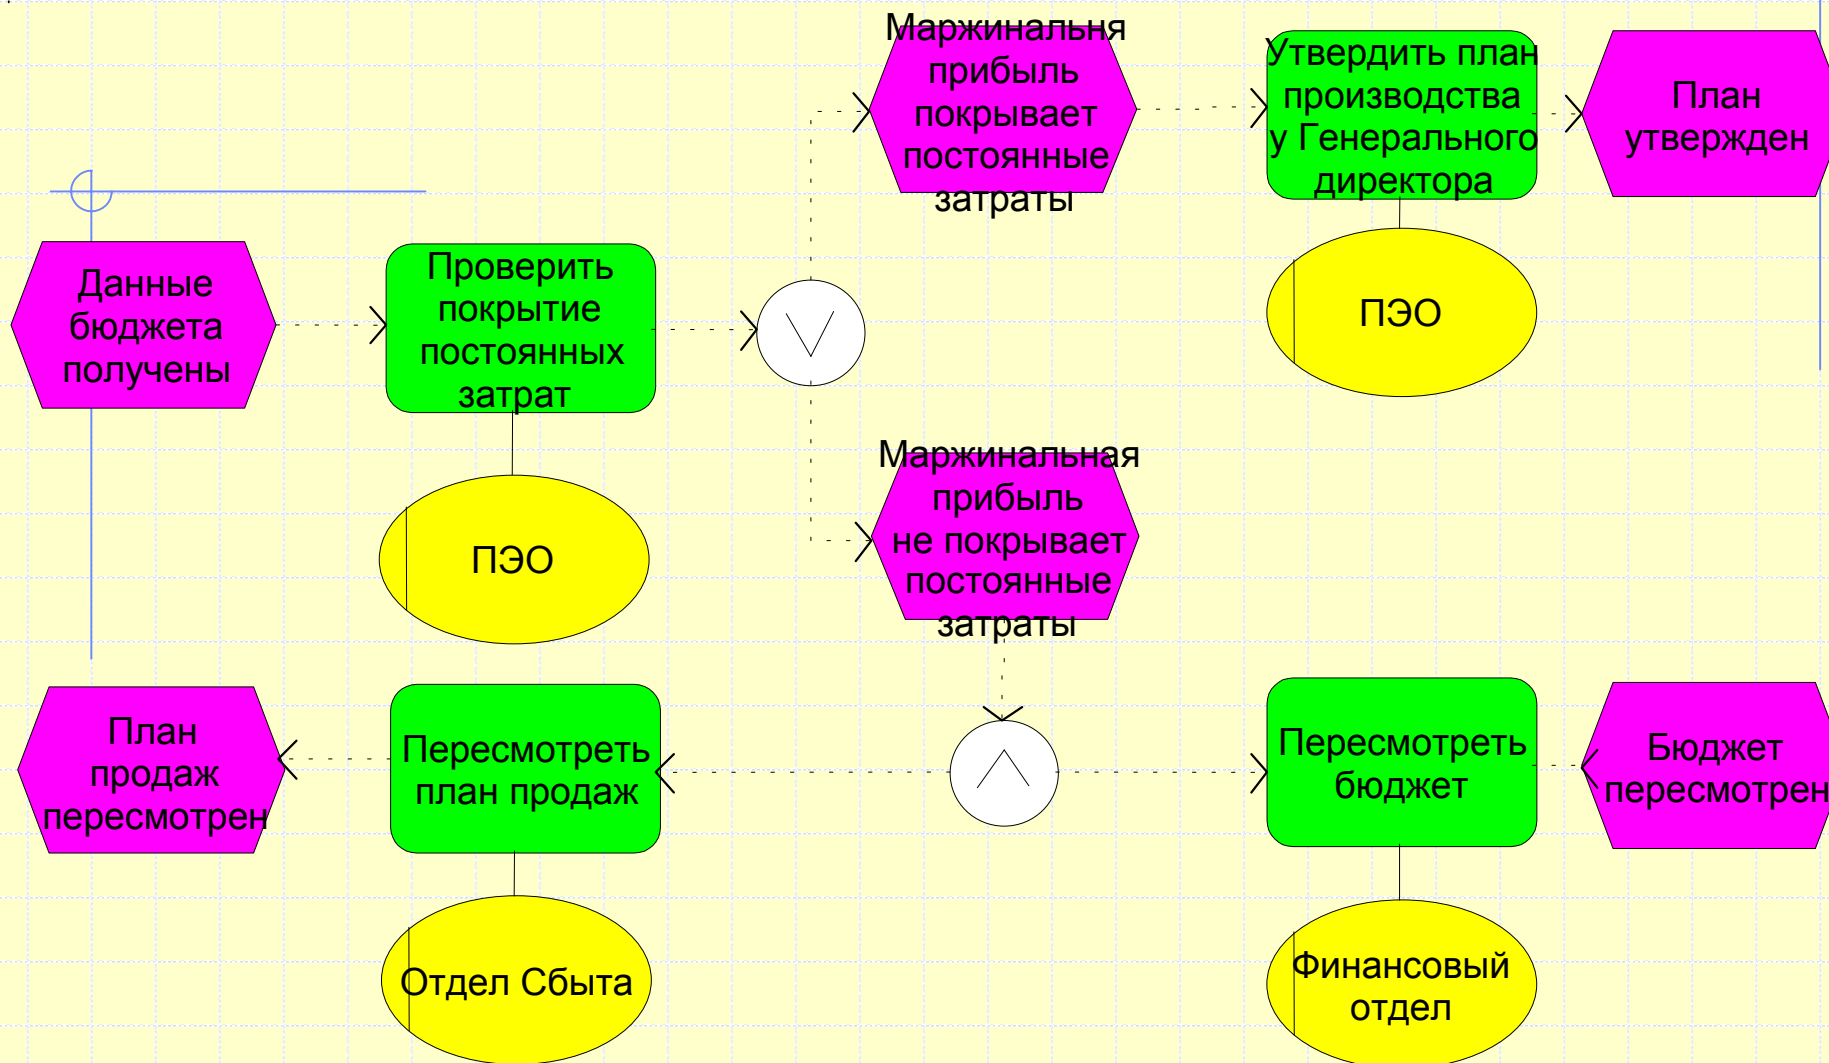 Маржинальня
прибыль
покрывает
постоянные
затраты
Утвердить план
производства
у Генерального
директора
План
утвержден
Данные
бюджета
получены
Проверить
покрытие
постоянных
затрат
ПЭО
ПЭО
Маржинальная
прибыль
не покрывает
постоянные
затраты
План
продаж
пересмотрен
Пересмотреть
план продаж
Пересмотреть
бюджет
Бюджет
пересмотрен
Отдел Сбыта
Финансовый
отдел